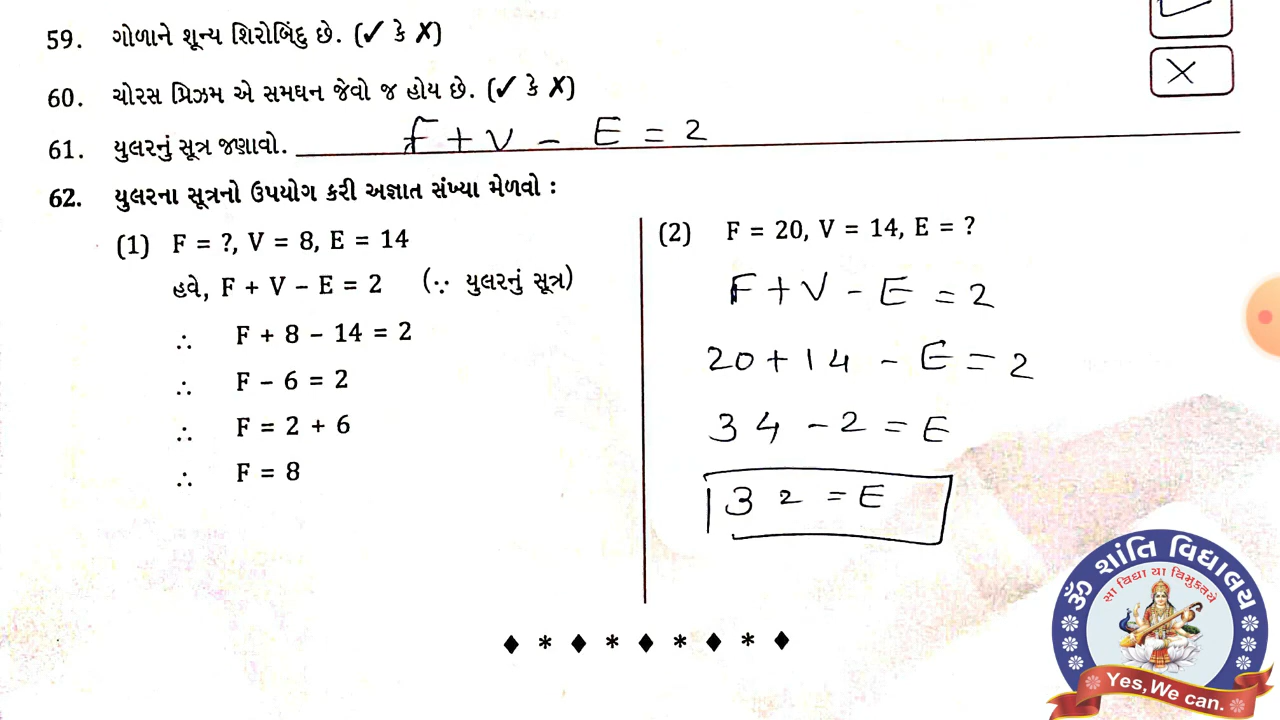 59. ગોળાને શૂન્ય શિરોબિંદુ છે. (✓ કે ✗)
60. ચોરસ પ્રિઝમ એ સમઘન જેવો જ હોય છે. (✓ કે ✗) ✗
61. યુલરનું સૂત્ર જણાવો. F + V - E = 2
62. યુલરના સૂત્રનો ઉપયોગ કરી અજ્ઞાત સંખ્યા મેળવો :
(1) F = ?, V = 8, E = 14
હવે, F + V − E = 2 (∵ યુલરનું સૂત્ર)
∴ F + 8 − 14 = 2
∴ F − 6 = 2
∴ F = 2 + 6
∴ F = 8
(2) F = 20, V = 14, E = ?
F + V - E = 2
20 + 14 - E = 2
34 - 2 = E
32 = E
♦ * ♦ * ♦ * ♦ * ♦
ૐ શાંતિ વિદ્યાલય
સા વિદ્યા યા વિમુક્તયે
Yes, We can.